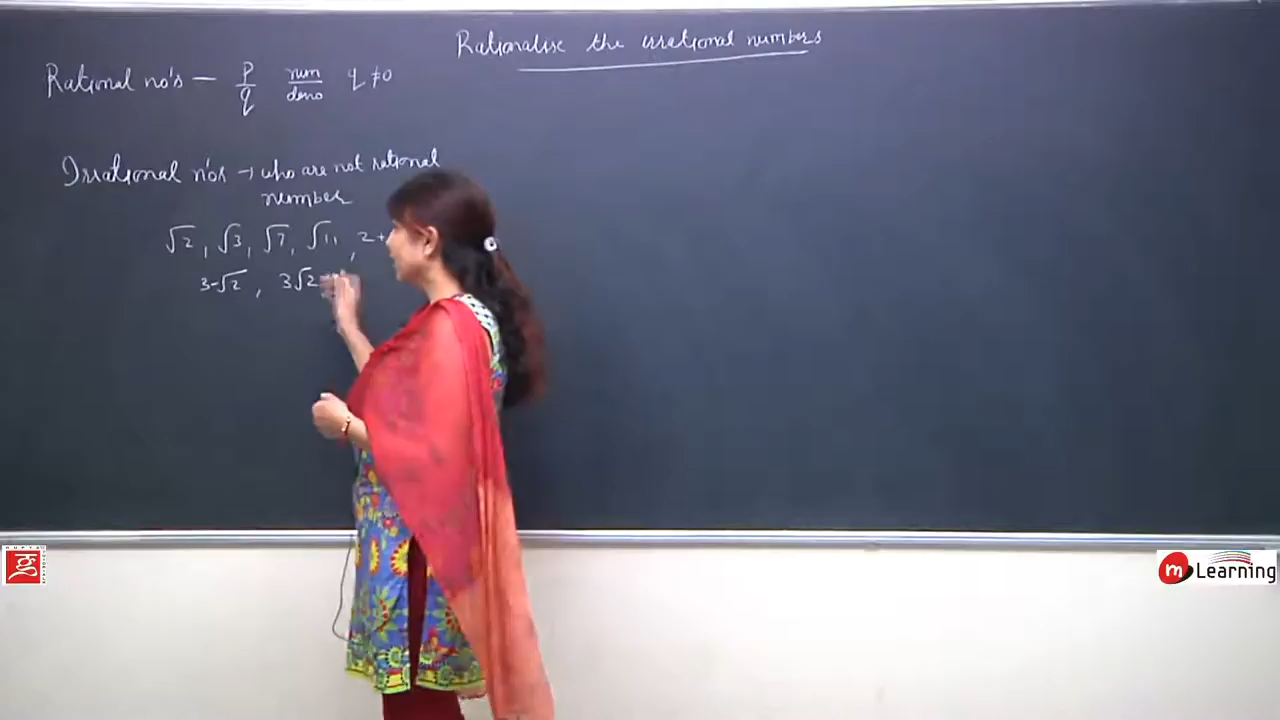 Rationalise the irrational numbers
Rational no's — p/q num/deno q ≠ 0
Irrational no's → who are not rational
number
√2, √3, √7, √11, 2+
3-√2, 3√2
m Learning